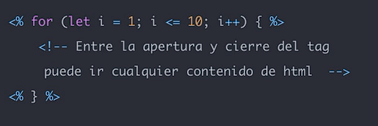 <% for (let i = 1; i <= 10; i++) { %>
<!-- Entre la apertura y cierre del tag
puede ir cualquier contenido de html -->
<% } %>